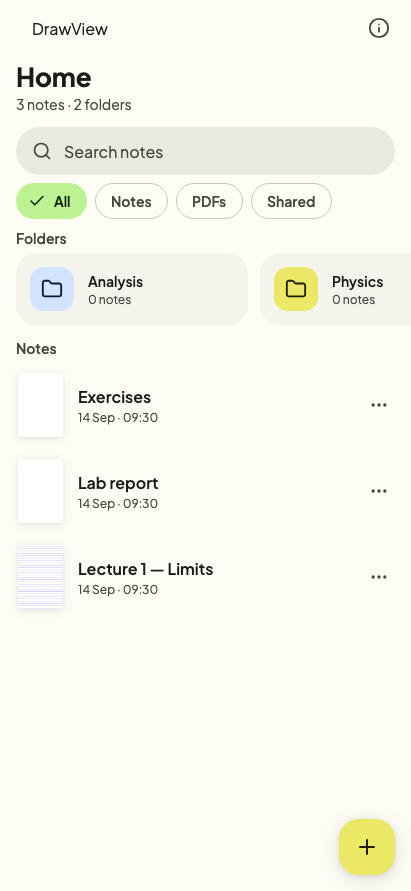 DrawView
Home
3 notes · 2 folders
Search notes
All
Notes
PDFs
Shared
Folders
Analysis
0 notes
Physics
0 notes
Notes
Exercises
14 Sep · 09:30
Lab report
14 Sep · 09:30
Lecture 1 — Limits
14 Sep · 09:30